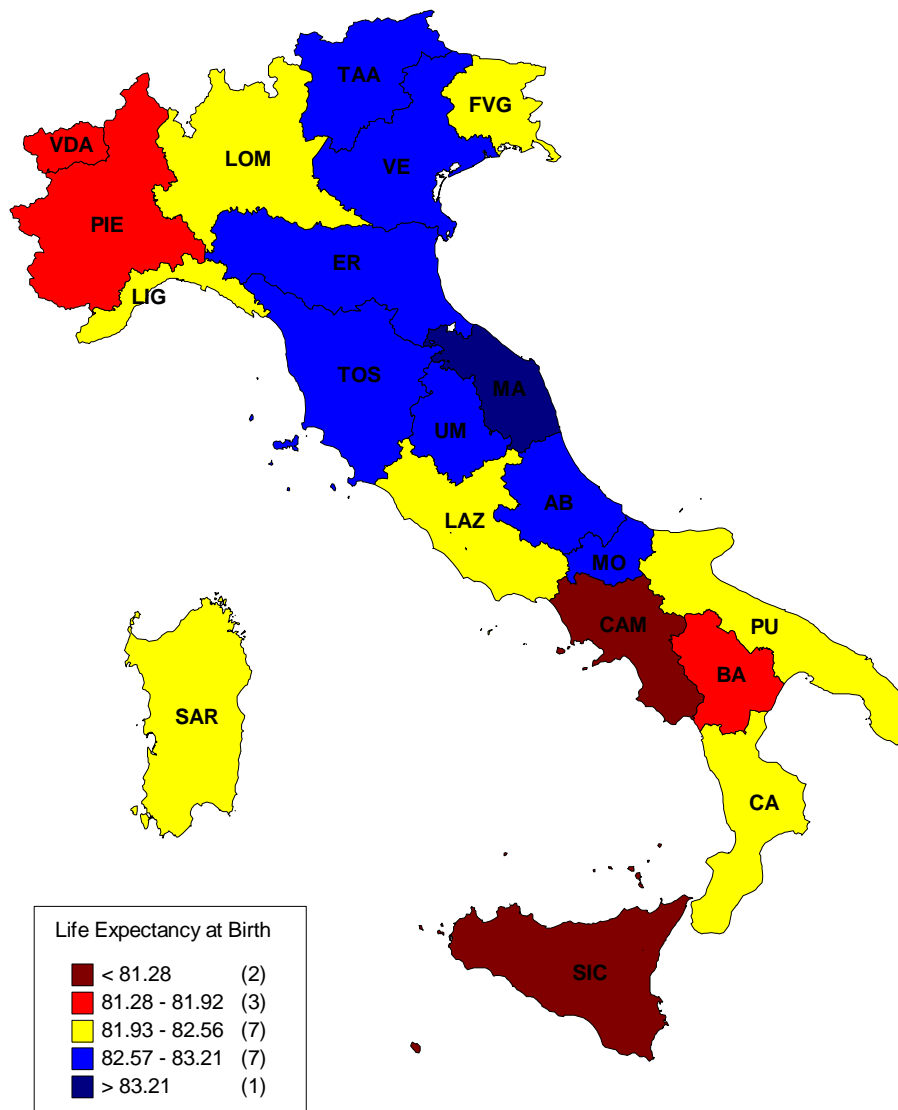 TAA
FVG
VDA
LOM
VE
PIE
ER
LIG
TOS
MA
UM
AB
LAZ
MO
CAM
PU
BA
SAR
CA
SIC
Life Expectancy at Birth
< 81.28 (2)
81.28 - 81.92 (3)
81.93 - 82.56 (7)
82.57 - 83.21 (7)
> 83.21 (1)